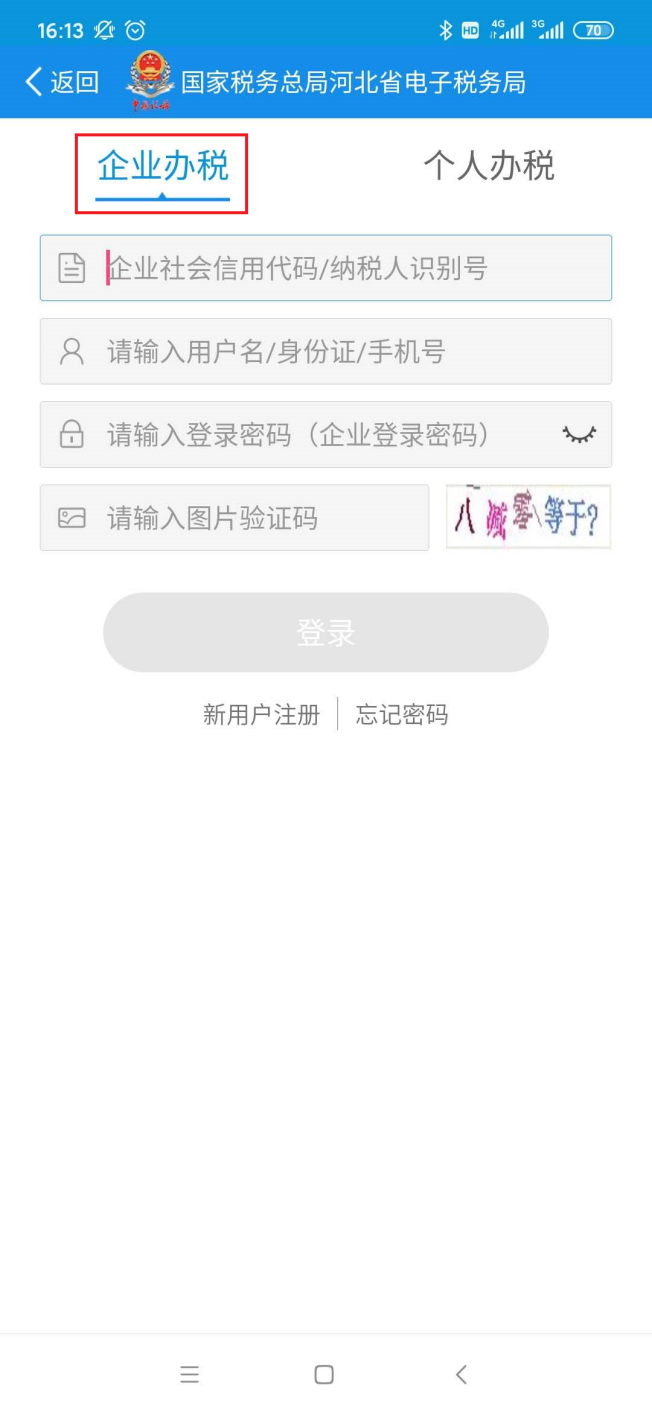 16:13 HD 4G 3G 70
返回 国家税务总局河北省电子税务局
企业办税 个人办税
企业社会信用代码/纳税人识别号
请输入用户名/身份证/手机号
请输入登录密码（企业登录密码）
请输入图片验证码 八减零等于?
登录
新用户注册 忘记密码